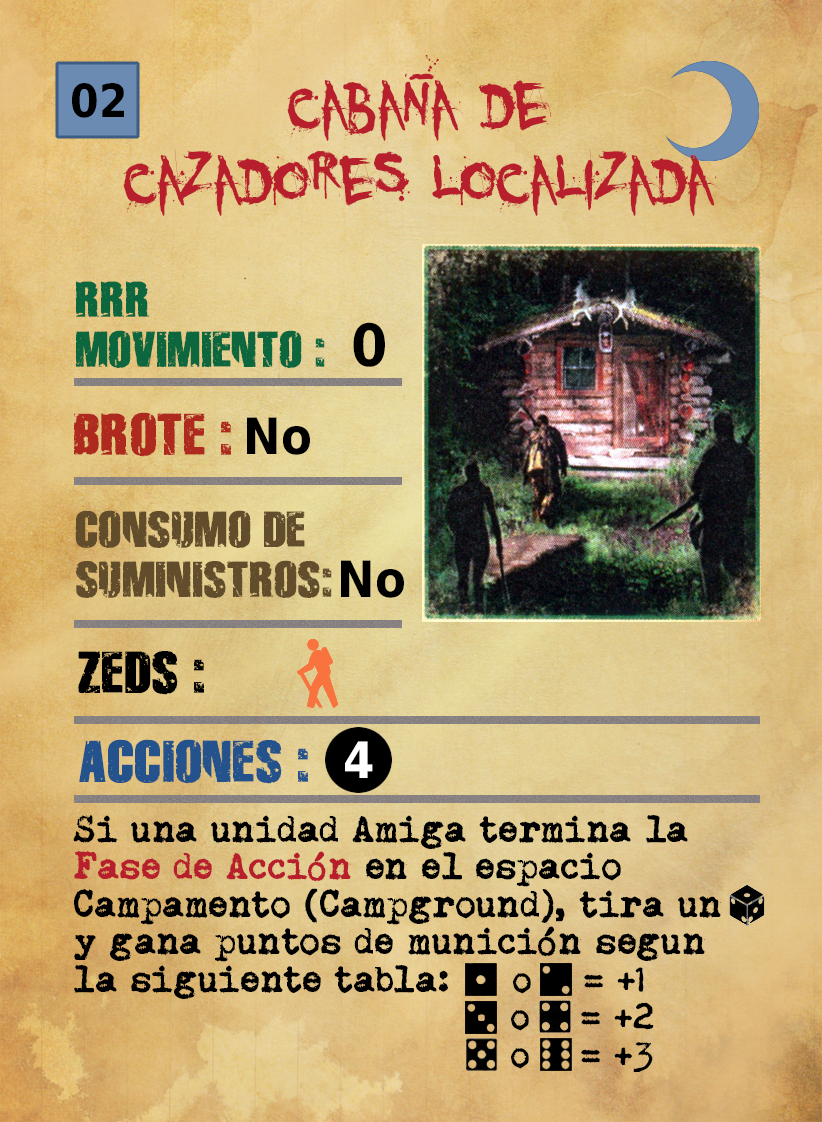 02
CABAÑA DE
CAZADORES LOCALIZADA
RRR
MOVIMIENTO : 0
BROTE : No
CONSUMO DE
SUMINISTROS: No
ZEDS :
ACCIONES : 4
Si una unidad Amiga termina la
Fase de Acción en el espacio
Campamento (Campground), tira un
y gana puntos de munición segun
la siguiente tabla: o = +1
o = +2
o = +3